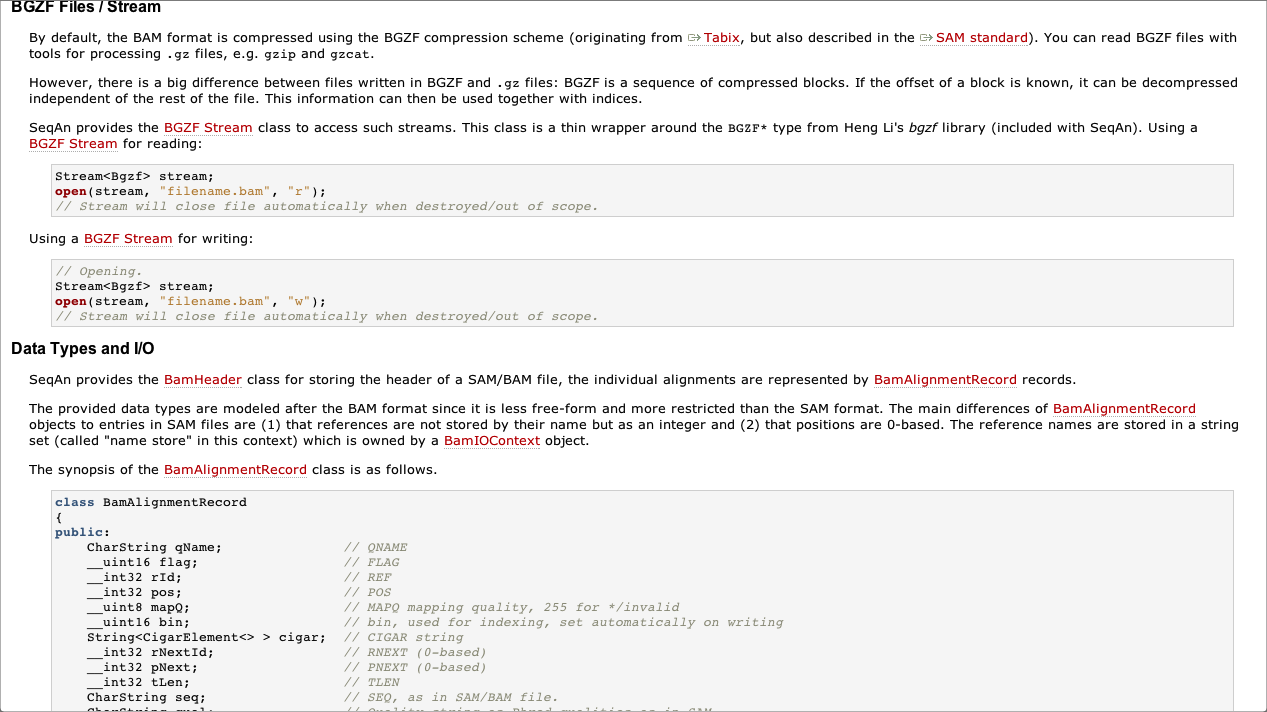 BGZF Files / Stream
By default, the BAM format is compressed using the BGZF compression scheme (originating from Tabix, but also described in the SAM standard). You can read BGZF files with
tools for processing .gz files, e.g. gzip and gzcat.
However, there is a big difference between files written in BGZF and .gz files: BGZF is a sequence of compressed blocks. If the offset of a block is known, it can be decompressed
independent of the rest of the file. This information can then be used together with indices.
SeqAn provides the BGZF Stream class to access such streams. This class is a thin wrapper around the BGZF* type from Heng Li's bgzf library (included with SeqAn). Using a
BGZF Stream for reading:
Stream<Bgzf> stream;
open(stream, "filename.bam", "r");
// Stream will close file automatically when destroyed/out of scope.
Using a BGZF Stream for writing:
// Opening.
Stream<Bgzf> stream;
open(stream, "filename.bam", "w");
// Stream will close file automatically when destroyed/out of scope.
Data Types and I/O
SeqAn provides the BamHeader class for storing the header of a SAM/BAM file, the individual alignments are represented by BamAlignmentRecord records.
The provided data types are modeled after the BAM format since it is less free-form and more restricted than the SAM format. The main differences of BamAlignmentRecord
objects to entries in SAM files are (1) that references are not stored by their name but as an integer and (2) that positions are 0-based. The reference names are stored in a string
set (called "name store" in this context) which is owned by a BamIOContext object.
The synopsis of the BamAlignmentRecord class is as follows.
class BamAlignmentRecord
{
public:
CharString qName; // QNAME
__uint16 flag; // FLAG
__int32 rId; // REF
__int32 pos; // POS
__uint8 mapQ; // MAPQ mapping quality, 255 for */invalid
__uint16 bin; // bin, used for indexing, set automatically on writing
String<CigarElement<> > cigar; // CIGAR string
__int32 rNextId; // RNEXT (0-based)
__int32 pNext; // PNEXT (0-based)
__int32 tLen; // TLEN
CharString seq; // SEQ, as in SAM/BAM file.